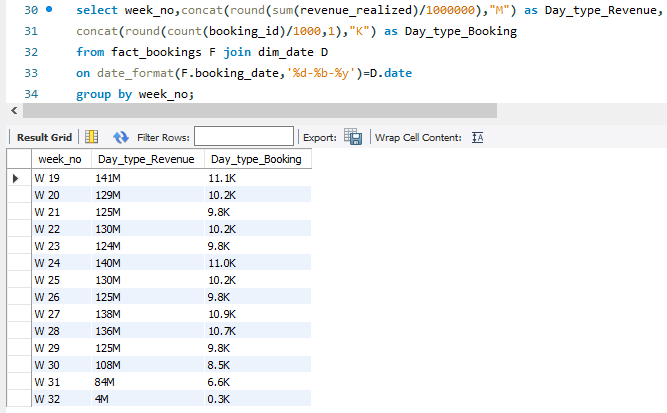 30 select week_no,concat(round(sum(revenue_realized)/1000000),"M") as Day_type_Revenue,
31 concat(round(count(booking_id)/1000,1),"K") as Day_type_Booking
32 from fact_bookings F join dim_date D
33 on date_format(F.booking_date,'%d-%b-%y')=D.date
34 group by week_no;
Result Grid Filter Rows: Export: Wrap Cell Content:
week_no Day_type_Revenue Day_type_Booking
W 19 141M 11.1K
W 20 129M 10.2K
W 21 125M 9.8K
W 22 130M 10.2K
W 23 124M 9.8K
W 24 140M 11.0K
W 25 130M 10.2K
W 26 125M 9.8K
W 27 138M 10.9K
W 28 136M 10.7K
W 29 125M 9.8K
W 30 108M 8.5K
W 31 84M 6.6K
W 32 4M 0.3K